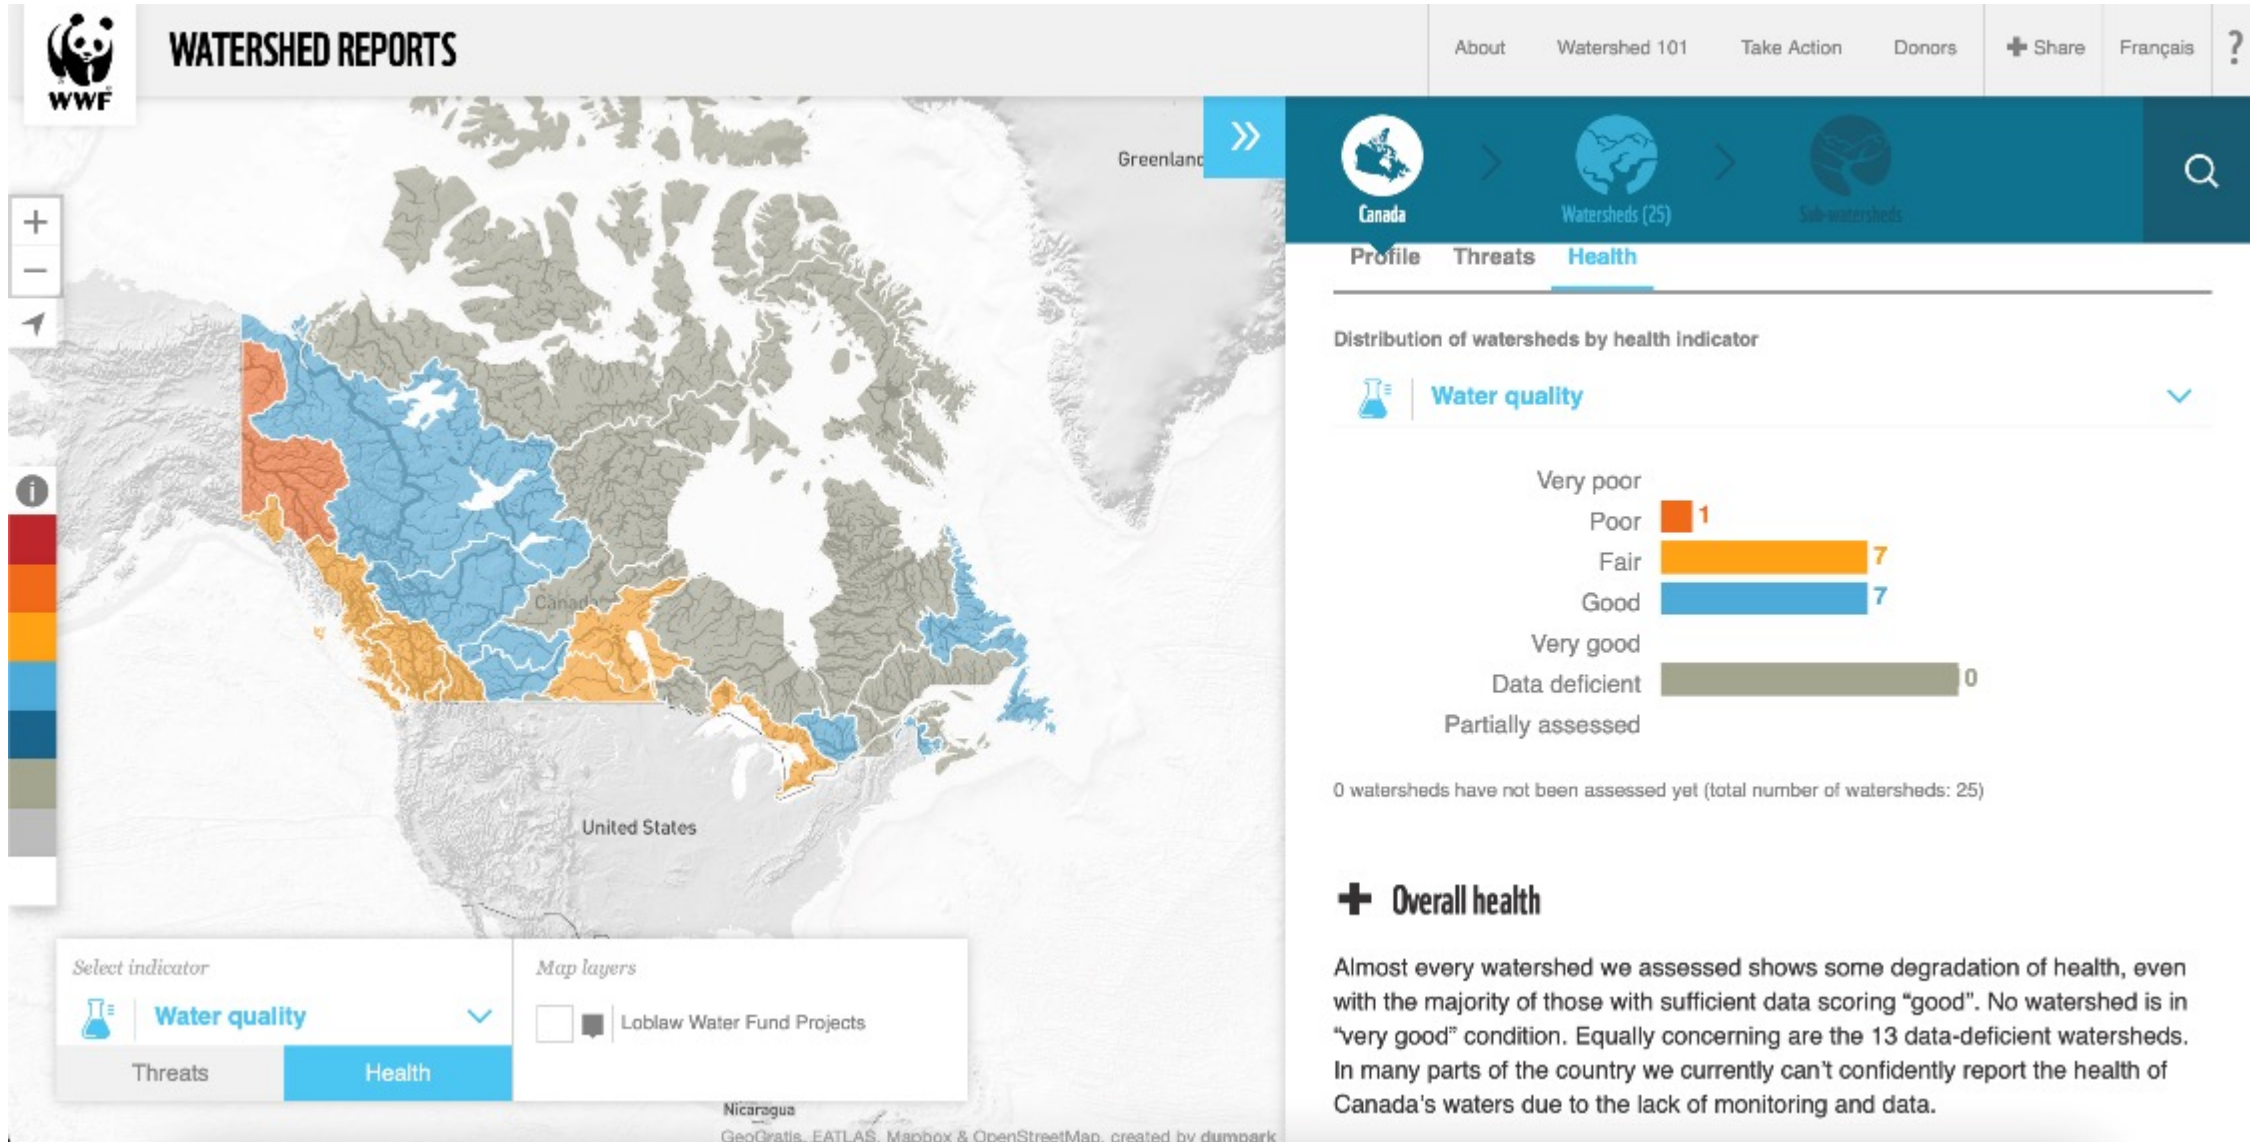 WWF
WATERSHED REPORTS
About
Watershed 101
Take Action
Donors
Share
Français
?
Greenland
Canada
Watersheds (25)
Sub-watersheds
Profile
Threats
Health
Distribution of watersheds by health indicator
Water quality
Very poor
Poor 1
Fair 7
Good 7
Very good
Data deficient 0
Partially assessed
0 watersheds have not been assessed yet (total number of watersheds: 25)
Canada
United States
Overall health
Almost every watershed we assessed shows some degradation of health, even
with the majority of those with sufficient data scoring “good”. No watershed is in
“very good” condition. Equally concerning are the 13 data-deficient watersheds.
In many parts of the country we currently can't confidently report the health of
Canada's waters due to the lack of monitoring and data.
Select indicator
Water quality
Threats
Health
Map layers
Loblaw Water Fund Projects
Nicaragua
GeoGratis, EATLAS, Mapbox & OpenStreetMap, created by dumpark